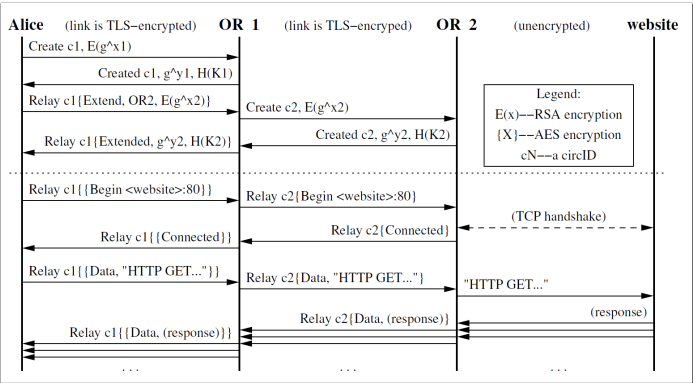 Alice (link is TLS-encrypted) OR 1 (link is TLS-encrypted) OR 2 (unencrypted) website
Create c1, E(g^x1)
Created c1, g^y1, H(K1)
Relay c1{Extend, OR2, E(g^x2)}
Create c2, E(g^x2)
Created c2, g^y2, H(K2)
Relay c1{Extended, g^y2, H(K2)}
Legend:
E(x)--RSA encryption
{X}--AES encryption
cN--a circID
Relay c1{{Begin <website>:80}}
Relay c2{Begin <website>:80}
(TCP handshake)
Relay c2{Connected}
Relay c1{{Connected}}
Relay c1{{Data, "HTTP GET..."}}
Relay c2{Data, "HTTP GET..."}
"HTTP GET..."
(response)
Relay c2{Data, (response)}
Relay c1{{Data, (response)}}
. . . . . . . . .